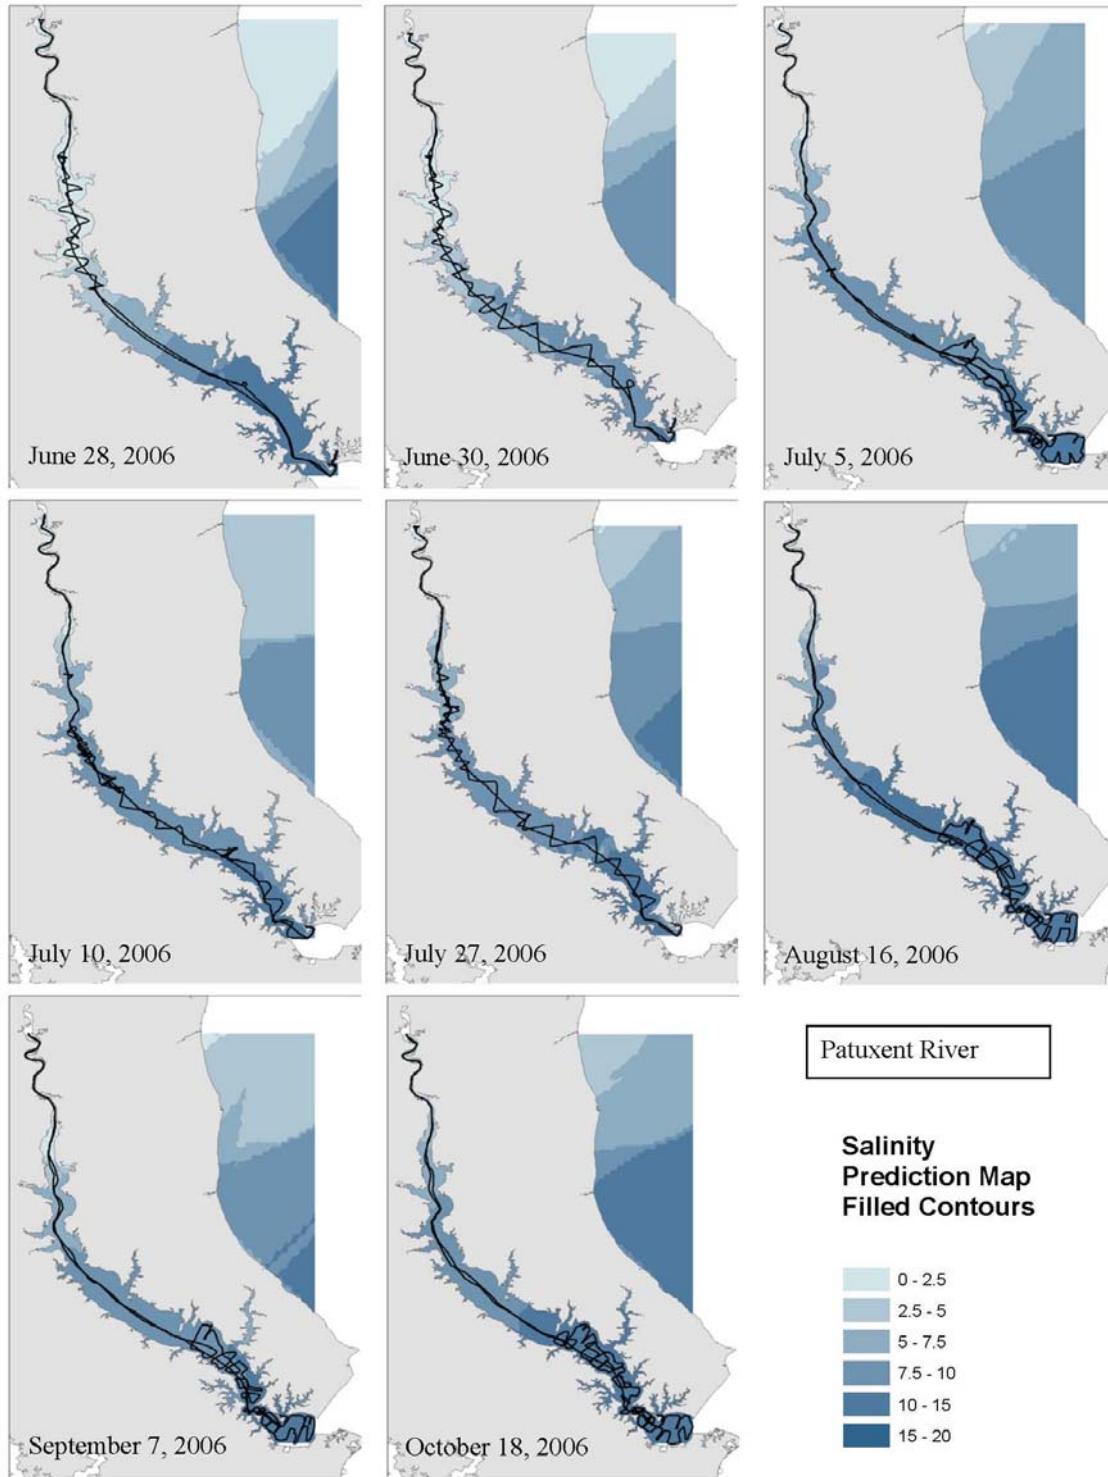 June 28, 2006
June 30, 2006
July 5, 2006
July 10, 2006
July 27, 2006
August 16, 2006
September 7, 2006
October 18, 2006
Patuxent River
Salinity
Prediction Map
Filled Contours
0 - 2.5
2.5 - 5
5 - 7.5
7.5 - 10
10 - 15
15 - 20